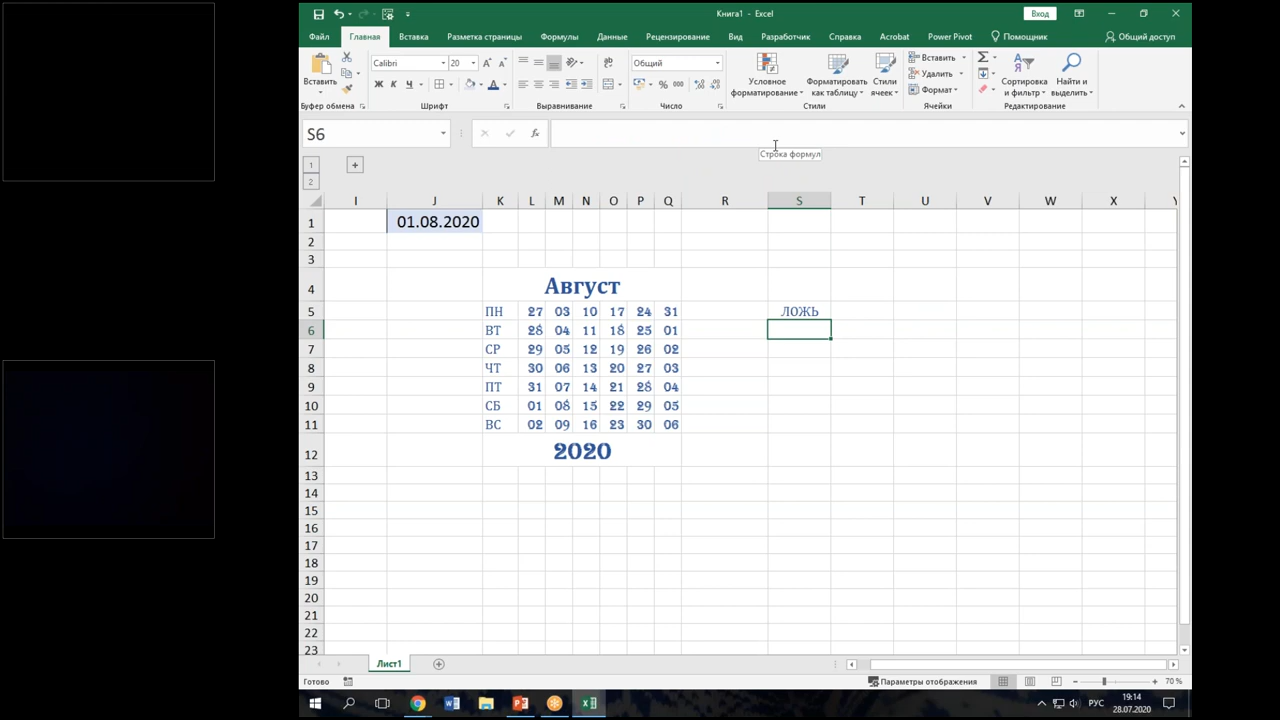 Книга1 - Excel
Вход
Файл Главная Вставка Разметка страницы Формулы Данные Рецензирование Вид Разработчик Справка Acrobat Power Pivot Помощник Общий доступ
Вставить
Буфер обмена
Calibri 20
Ж К Ч
Шрифт
Выравнивание
Общий
% 000
Число
Условное форматирование
Форматировать как таблицу
Стили ячеек
Стили
Вставить
Удалить
Формат
Ячейки
Сортировка и фильтр
Найти и выделить
Редактирование
S6
fx
Строка формул
1
2
I J K L M N O P Q R S T U V W X Y
1 01.08.2020
2
3
4 Август
5 ПН 27 03 10 17 24 31 ЛОЖЬ
6 ВТ 28 04 11 18 25 01
7 СР 29 05 12 19 26 02
8 ЧТ 30 06 13 20 27 03
9 ПТ 31 07 14 21 28 04
10 СБ 01 08 15 22 29 05
11 ВС 02 09 16 23 30 06
12 2020
13
14
15
16
17
18
19
20
21
22
23
Лист1
Готово Параметры отображения 70 %
РУС 19:14
28.07.2020